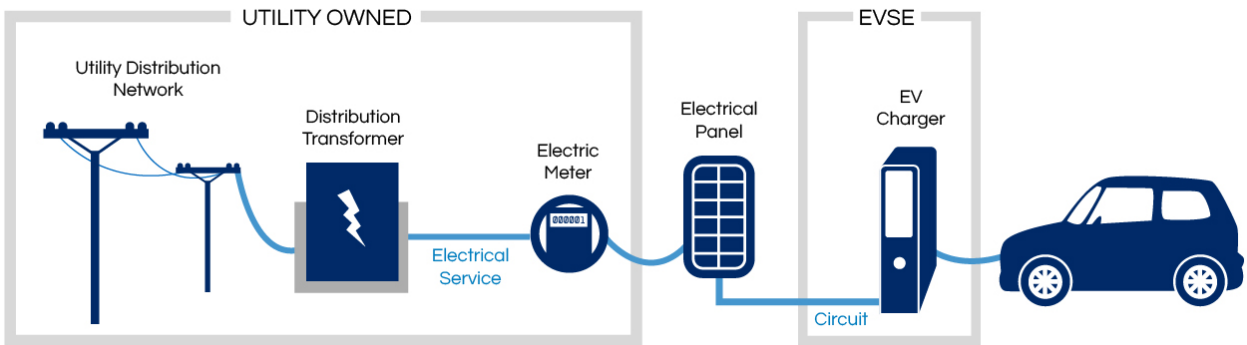 UTILITY OWNED
EVSE
Utility Distribution
Network
Distribution
Transformer
Electric
Meter
000001
Electrical
Service
Electrical
Panel
EV
Charger
Circuit